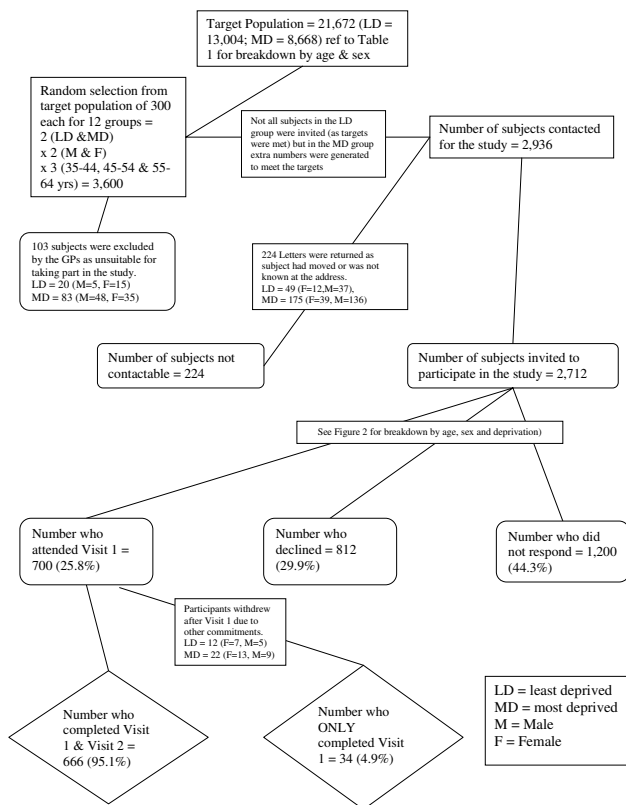 Target Population = 21,672 (LD =
13,004; MD = 8,668) ref to Table
1 for breakdown by age & sex
Random selection from
target population of 300
each for 12 groups =
2 (LD &MD)
x 2 (M & F)
x 3 (35-44, 45-54 & 55-
64 yrs) = 3,600
Not all subjects in the LD
group were invited (as targets
were met) but in the MD group
extra numbers were generated
to meet the targets
Number of subjects contacted
for the study = 2,936
103 subjects were excluded
by the GPs as unsuitable for
taking part in the study.
LD = 20 (M=5, F=15)
MD = 83 (M=48, F=35)
224 Letters were returned as
subject had moved or was not
known at the address.
LD = 49 (F=12,M=37),
MD = 175 (F=39, M=136)
Number of subjects not
contactable = 224
Number of subjects invited to
participate in the study = 2,712
See Figure 2 for breakdown by age, sex and deprivation)
Number who
attended Visit 1 =
700 (25.8%)
Number who
declined = 812
(29.9%)
Number who did
not respond = 1,200
(44.3%)
Participants withdrew
after Visit 1 due to
other commitments.
LD = 12 (F=7, M=5)
MD = 22 (F=13, M=9)
Number who
completed Visit
1 & Visit 2 =
666 (95.1%)
Number who
ONLY
completed Visit
1 = 34 (4.9%)
LD = least deprived
MD = most deprived
M = Male
F = Female